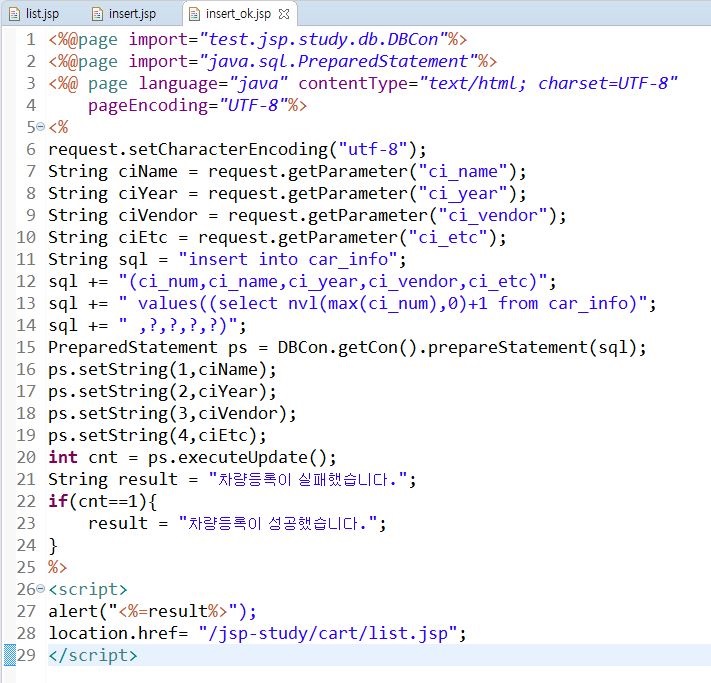 list.jsp insert.jsp insert_ok.jsp
1 <%@page import="test.jsp.study.db.DBCon"%>
2 <%@page import="java.sql.PreparedStatement"%>
3 <%@ page language="java" contentType="text/html; charset=UTF-8"
4     pageEncoding="UTF-8"%>
5 <%
6 request.setCharacterEncoding("utf-8");
7 String ciName = request.getParameter("ci_name");
8 String ciYear = request.getParameter("ci_year");
9 String ciVendor = request.getParameter("ci_vendor");
10 String ciEtc = request.getParameter("ci_etc");
11 String sql = "insert into car_info";
12 sql += "(ci_num,ci_name,ci_year,ci_vendor,ci_etc)";
13 sql += " values((select nvl(max(ci_num),0)+1 from car_info)";
14 sql += " ,?,?,?,?)";
15 PreparedStatement ps = DBCon.getCon().prepareStatement(sql);
16 ps.setString(1,ciName);
17 ps.setString(2,ciYear);
18 ps.setString(3,ciVendor);
19 ps.setString(4,ciEtc);
20 int cnt = ps.executeUpdate();
21 String result = "차량등록이 실패했습니다.";
22 if(cnt==1){
23     result = "차량등록이 성공했습니다.";
24 }
25 %>
26 <script>
27 alert("<%=result%>");
28 location.href= "/jsp-study/cart/list.jsp";
29 </script>